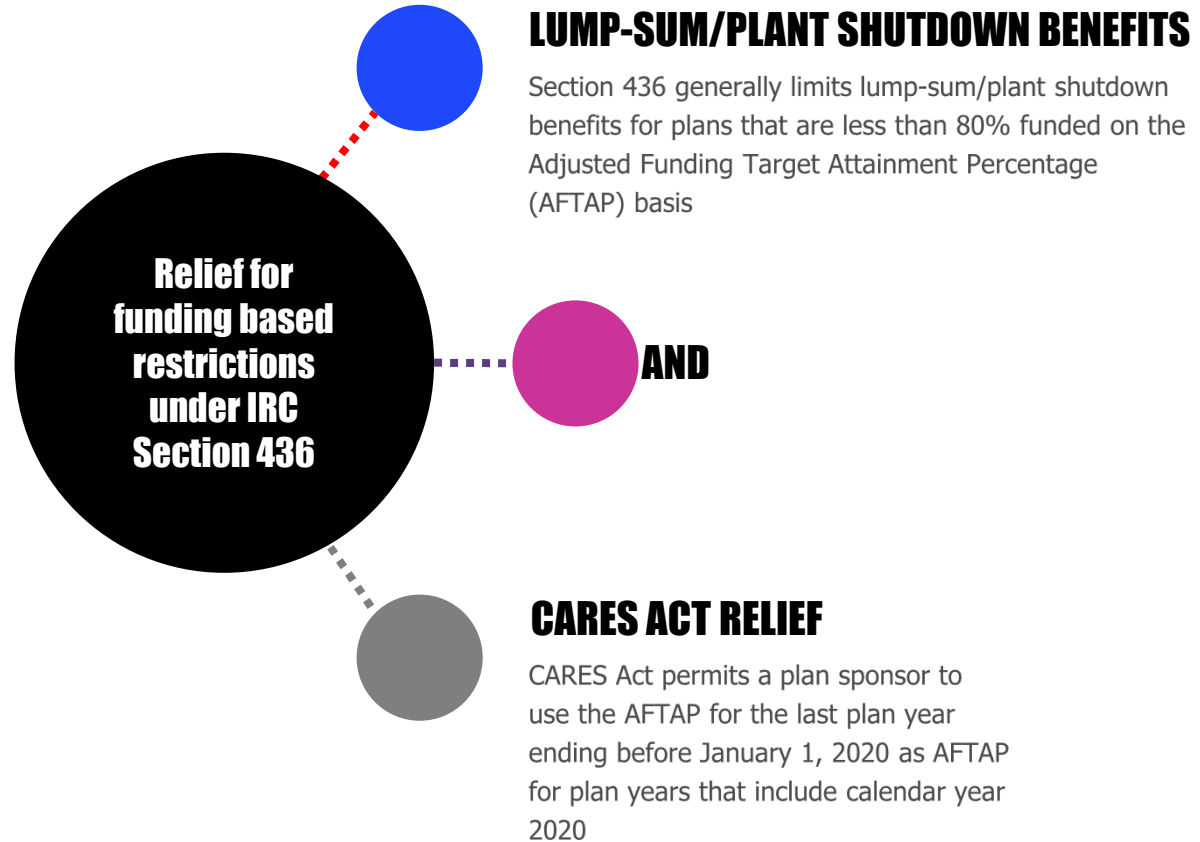 LUMP-SUM/PLANT SHUTDOWN BENEFITS
Section 436 generally limits lump-sum/plant shutdown
benefits for plans that are less than 80% funded on the
Adjusted Funding Target Attainment Percentage
(AFTAP) basis
Relief for
funding based
restrictions
under IRC
Section 436
AND
CARES ACT RELIEF
CARES Act permits a plan sponsor to
use the AFTAP for the last plan year
ending before January 1, 2020 as AFTAP
for plan years that include calendar year
2020